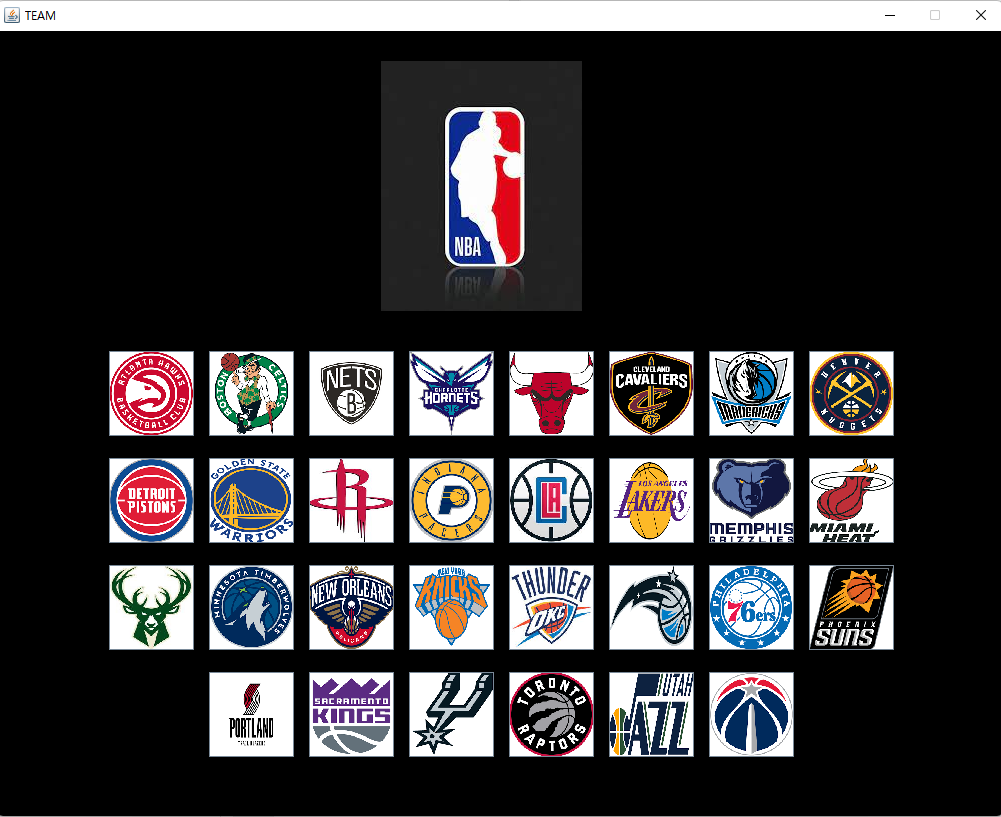 TEAM
NBA
ATLANTA HAWKS
BASKETBALL CLUB
BOSTON CELTICS
NETS
B
CHARLOTTE
HORNETS
CLEVELAND
CAVALIERS
C
MAVERICKS
DENVER
NUGGETS
DETROIT
PISTONS
GOLDEN STATE
WARRIORS
R
INDIANA
P
PACERS
C
LA
LOS ANGELES
LAKERS
MEMPHIS
GRIZZLIES
MIAMI
HEAT
MINNESOTA TIMBERWOLVES
NEW ORLEANS
PELICANS
NEW YORK
KNICKS
THUNDER
OKC
PHILADELPHIA
76ers
PHOENIX
SUNS
PORTLAND
SACRAMENTO
KINGS
TORONTO
RAPTORS
UTAH
JAZZ